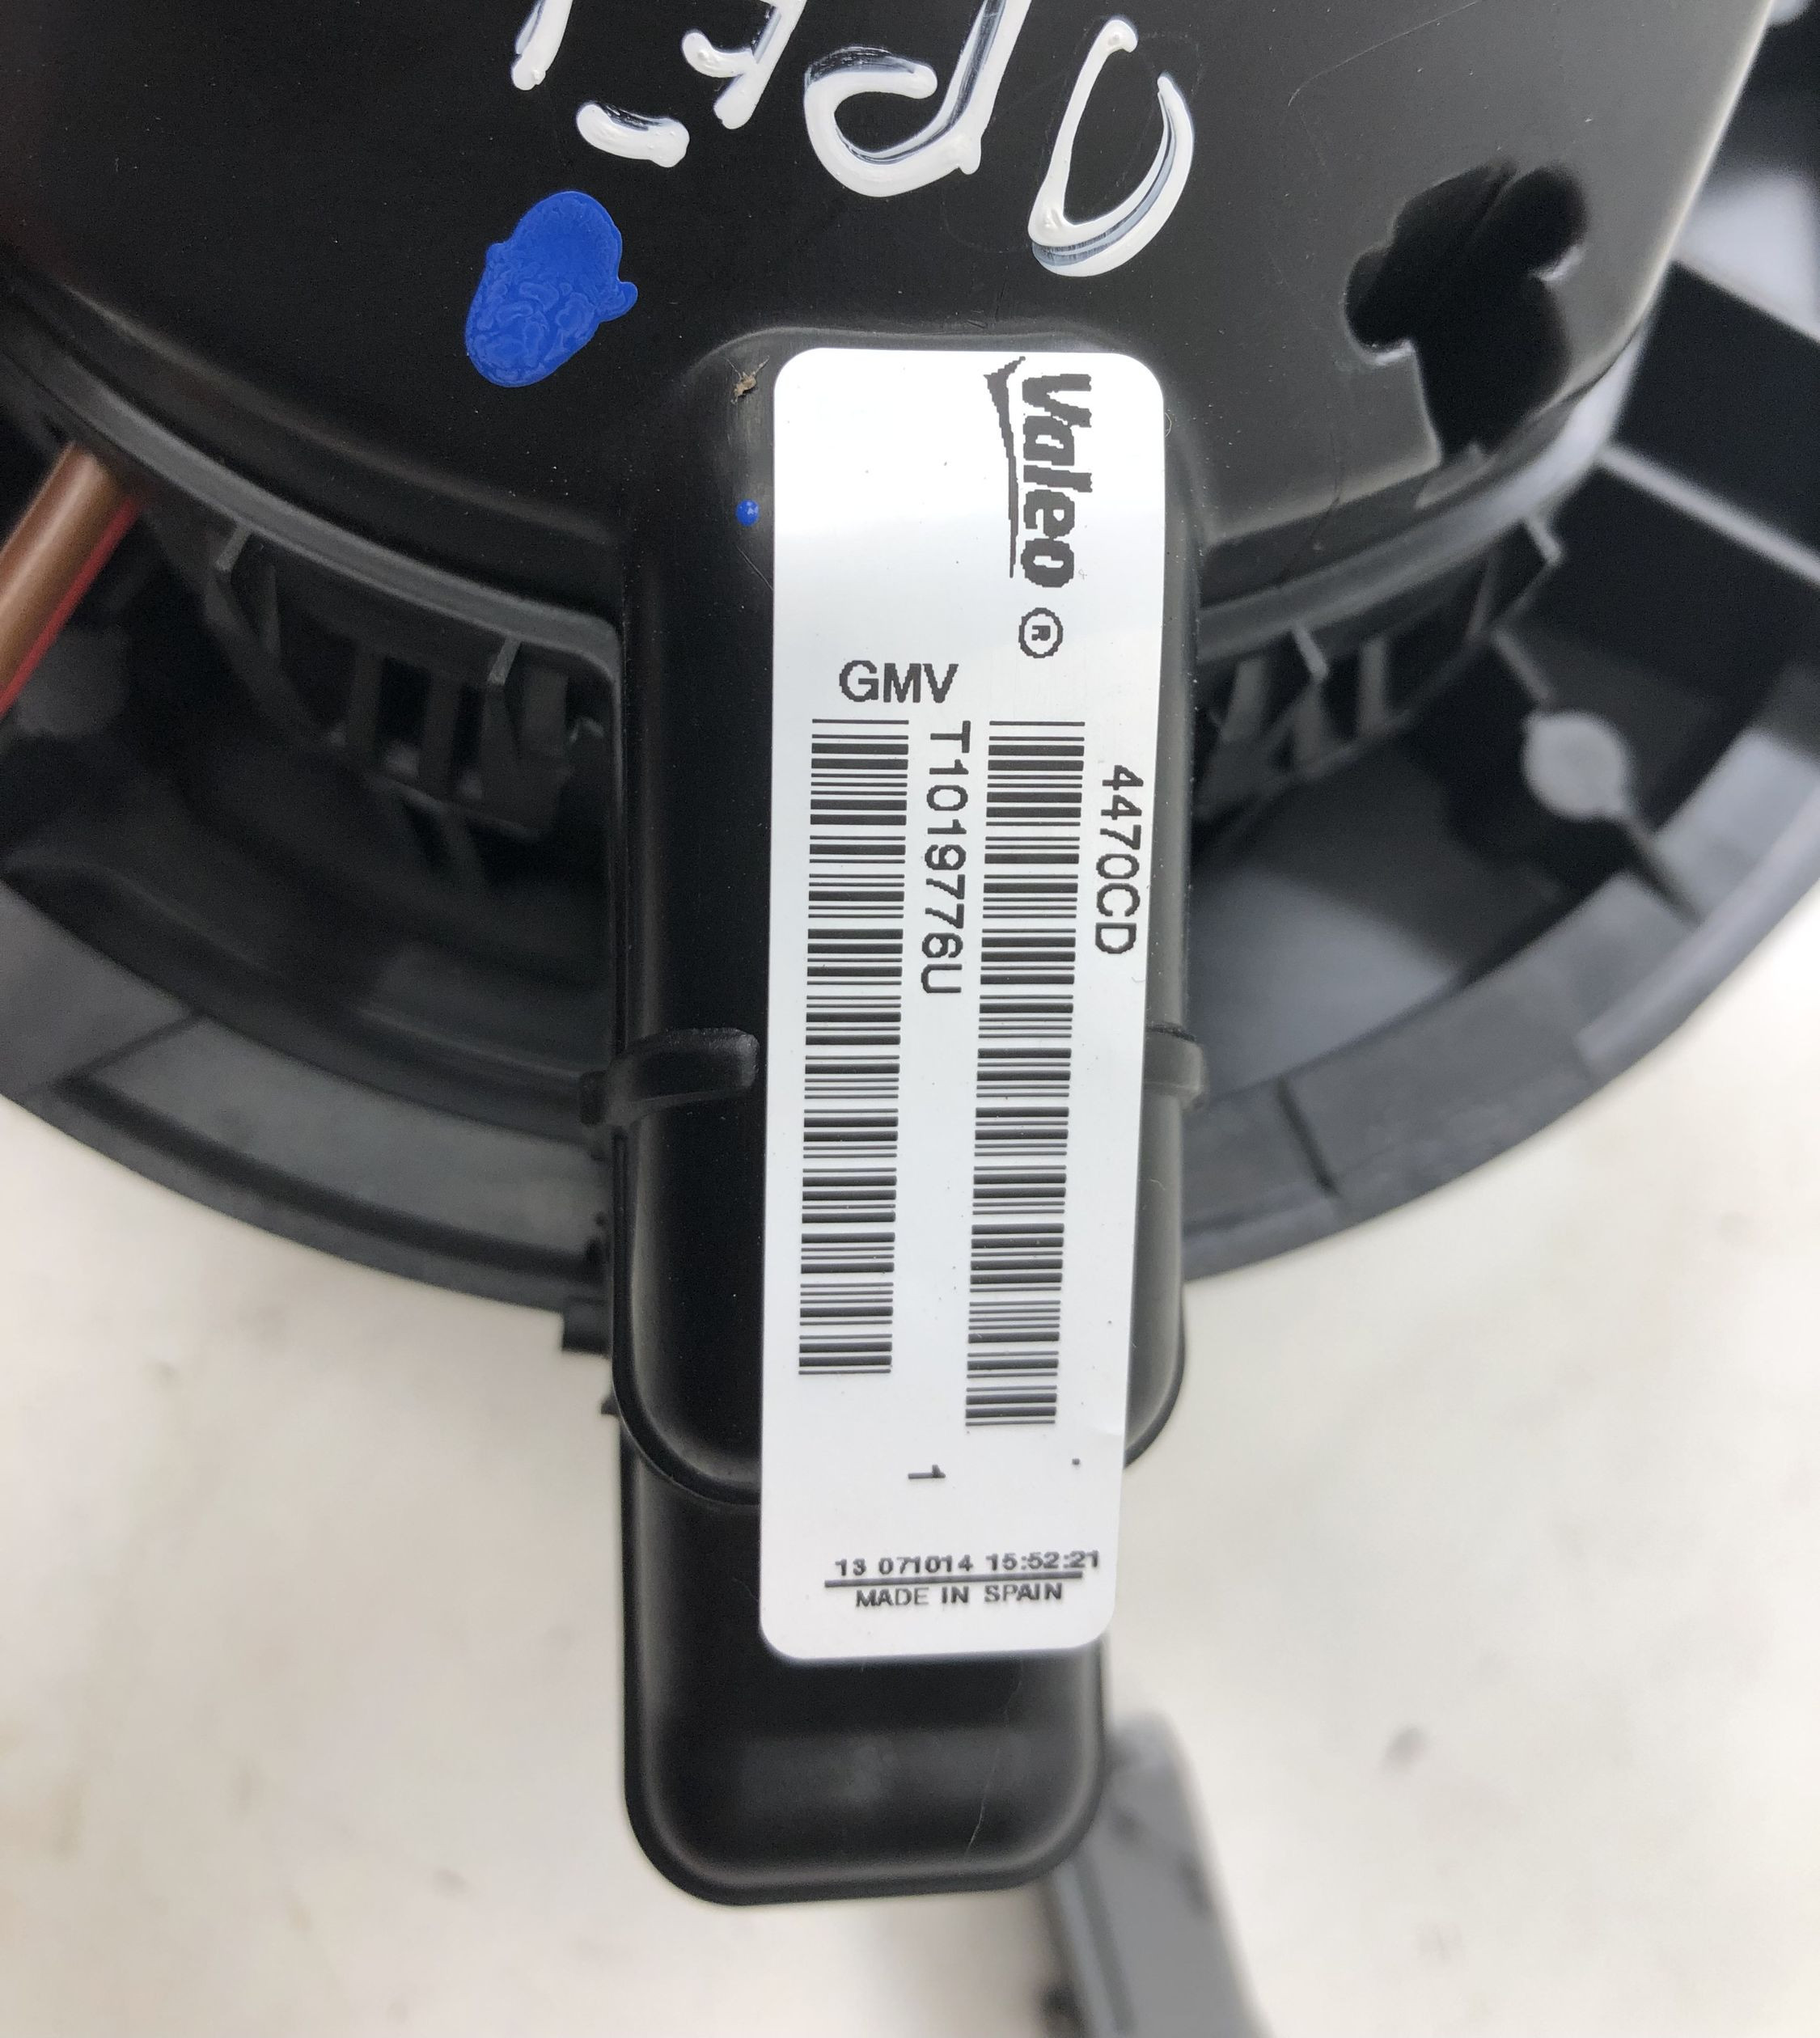 OPEL
Valeo ®
GMV
4470CD
T1019776U
1
13 071014 15:52:21
MADE IN SPAIN